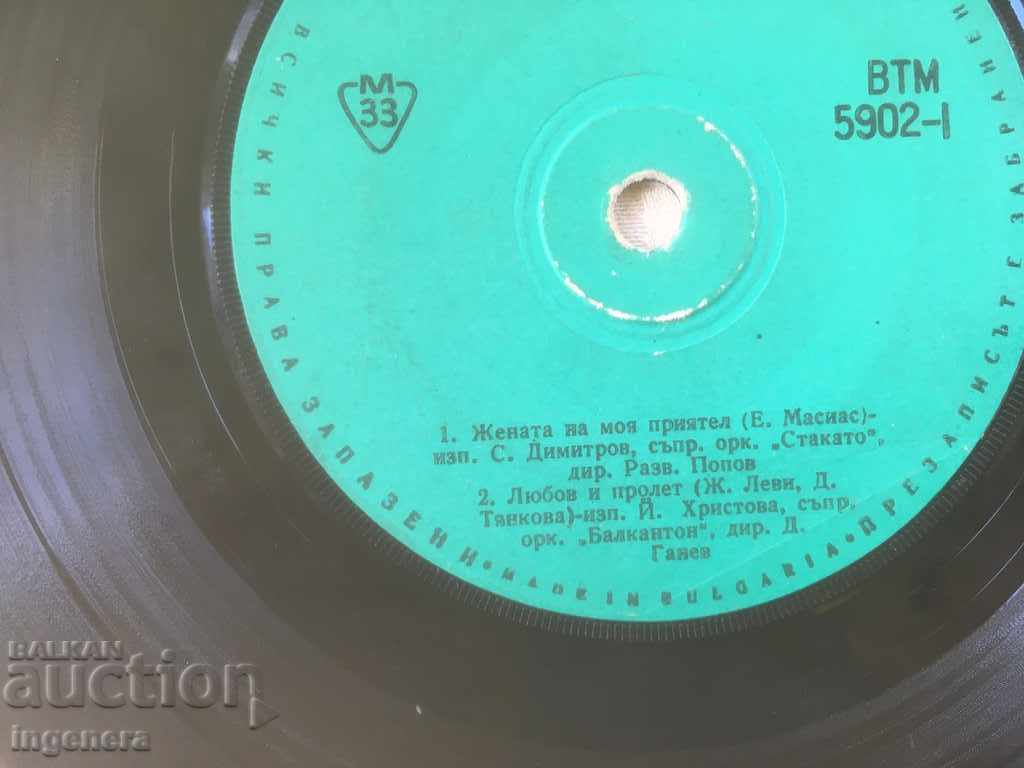 ВСИЧКИ ПРАВА ЗАПАЗЕНИ • MADE IN BULGARIA • ПРЕЗАПИСЪТ Е ЗАБРАНЕН
М
33
ВТМ
5902-I
1. Жената на моя приятел (Е. Масиас)-
изп. С. Димитров, съпр. орк. „Стакато",
дир. Разв. Попов
2. Любов и пролет (Ж. Леви, Д.
Танкова)-изп. Й. Христова, съпр.
орк. „Балкантон", дир. Д.
Ганев
BALKAN
auction
ingenera